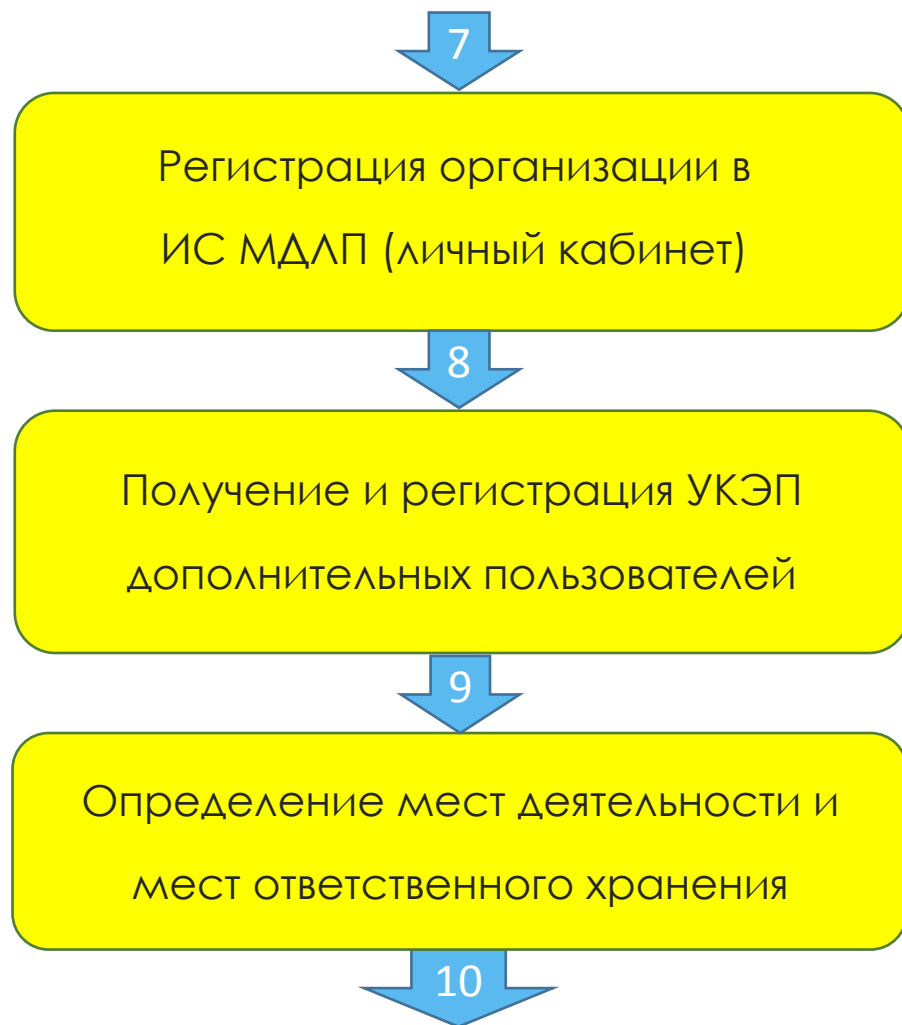 7
Регистрация организации в
ИС МДЛП (личный кабинет)
8
Получение и регистрация УКЭП
дополнительных пользователей
9
Определение мест деятельности и
мест ответственного хранения
10